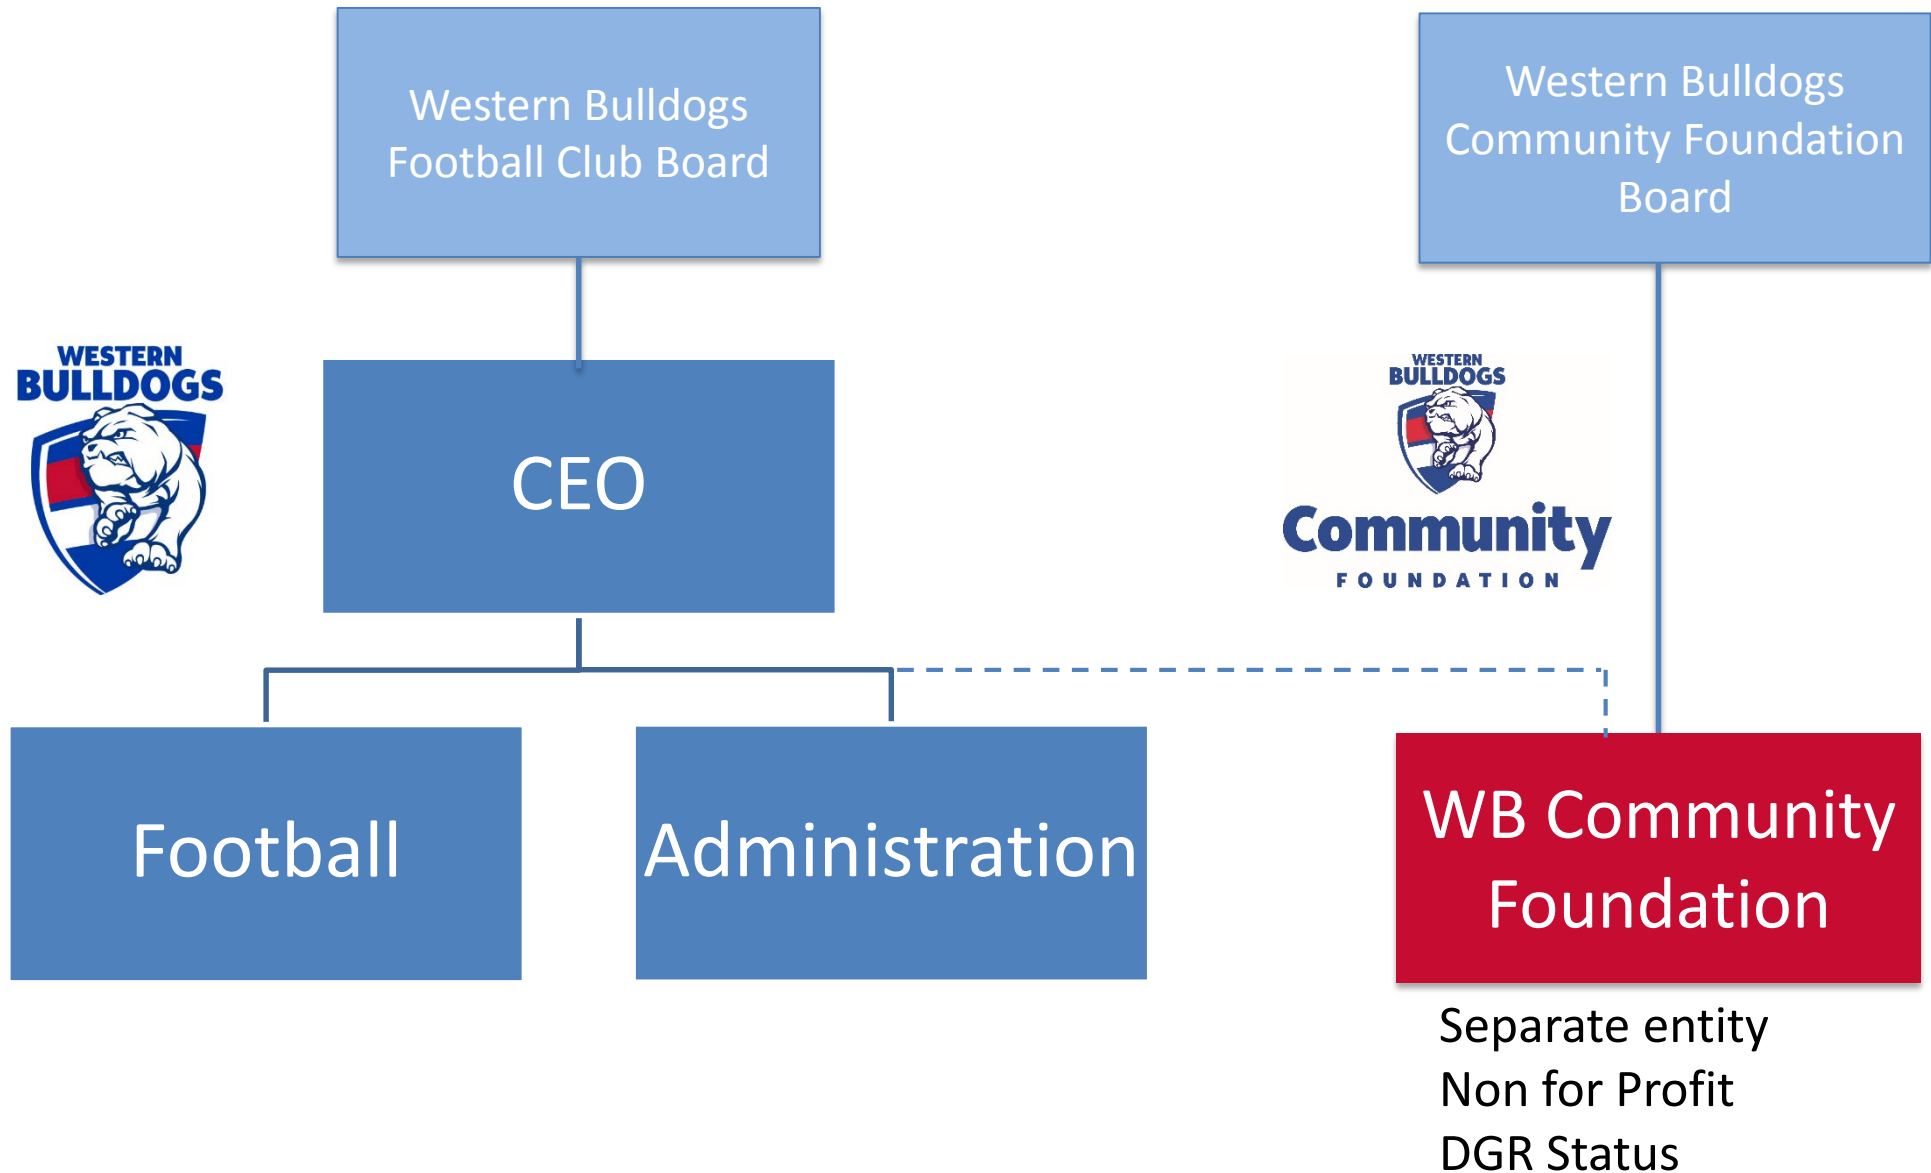 Western Bulldogs
Football Club Board
Western Bulldogs
Community Foundation
Board
WESTERN
BULLDOGS
CEO
WESTERN
BULLDOGS
Community
FOUNDATION
Football
Administration
WB Community
Foundation
Separate entity
Non for Profit
DGR Status